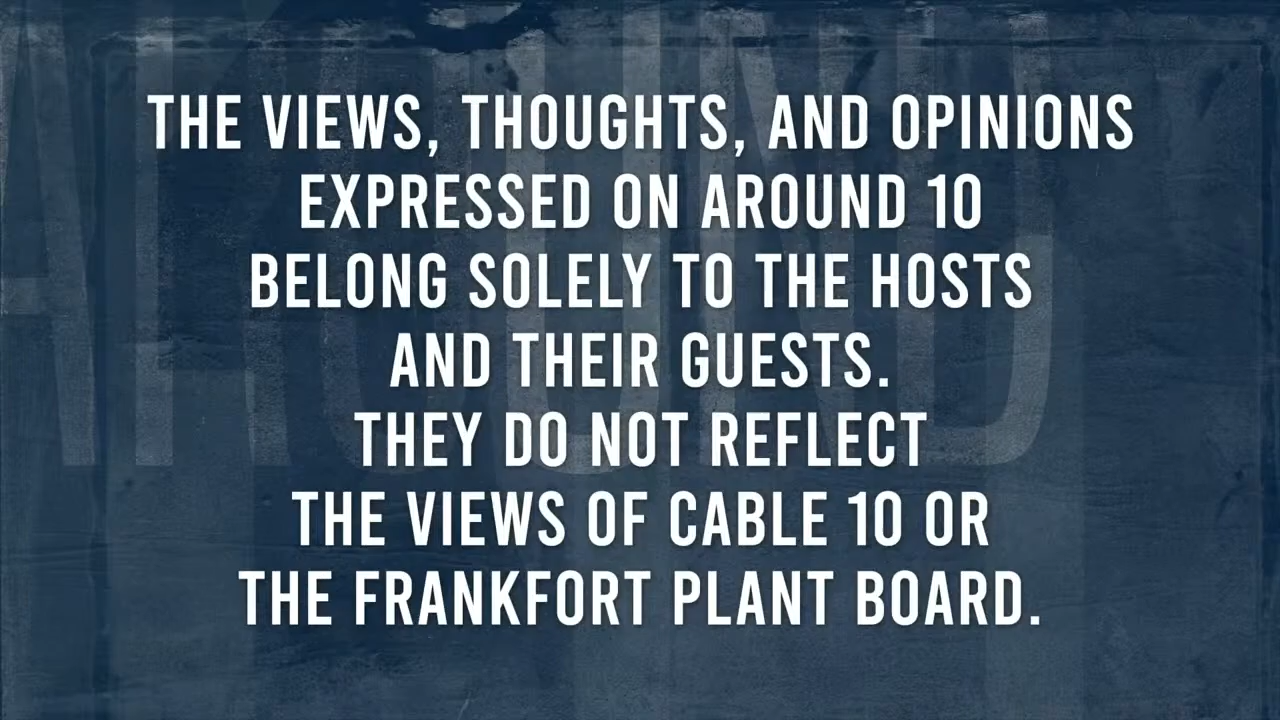 THE VIEWS, THOUGHTS, AND OPINIONS
EXPRESSED ON AROUND 10
BELONG SOLELY TO THE HOSTS
AND THEIR GUESTS.
THEY DO NOT REFLECT
THE VIEWS OF CABLE 10 OR
THE FRANKFORT PLANT BOARD.
AROUND